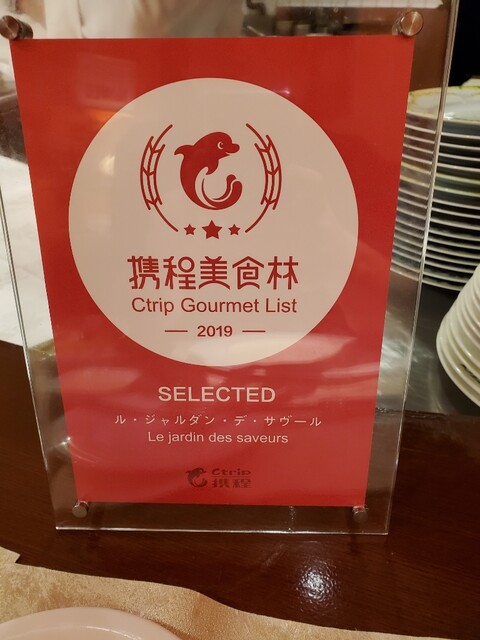 携程美食林
Ctrip Gourmet List
2019
SELECTED
ル・ジャルダン・デ・サヴール
Le jardin des saveurs
Ctrip
携程